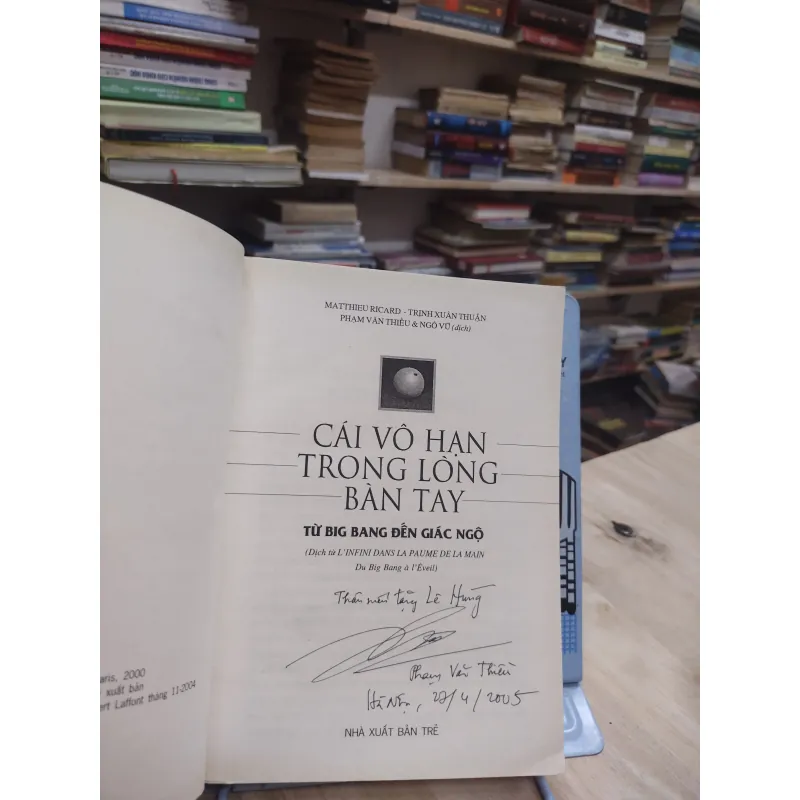 MATTHIEU RICARD - TRỊNH XUÂN THUẬN
PHẠM VĂN THIỀU & NGÔ VŨ (dịch)
CÁI VÔ HẠN
TRONG LÒNG
BÀN TAY
TỪ BIG BANG ĐẾN GIÁC NGỘ
(Dịch từ L'INFINI DANS LA PAUME DE LA MAIN
Du Big Bang à l'Éveil)
Thân mến tặng Lê Hùng
Phạm Văn Thiều
Hà Nội, 27/4/2005
NHÀ XUẤT BẢN TRẺ
aris, 2000
xuất bản
ert Laffont tháng 11-2004